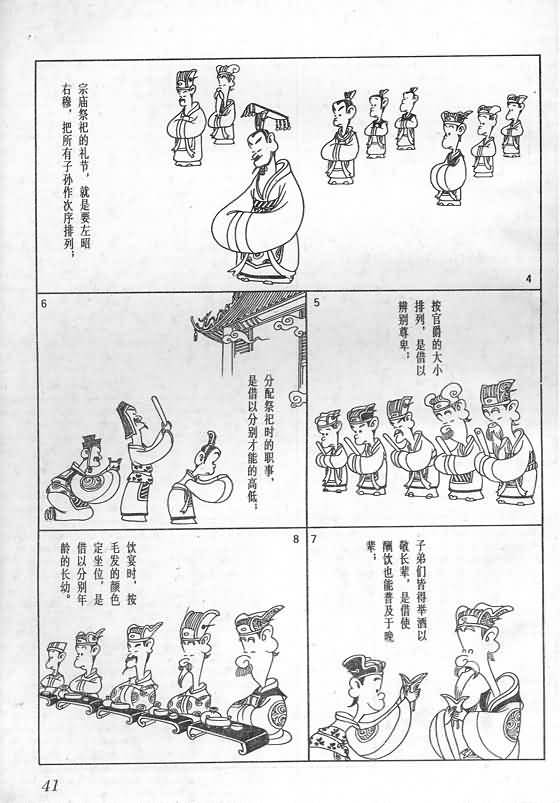 宗庙祭祀的礼节，就是要左昭
右穆，把所有子孙作次序排列；
4
5
按官爵的大小
排列，是借以
辨别尊卑；
6
分配祭祀时的职事，
是借以分别才能的高低；
7
子弟们皆得举酒以
敬长辈，是借使
酬饮也能普及于晚
辈；
8
饮宴时，按
毛发的颜色
定坐位，是
借以分别年
龄的长幼。
41